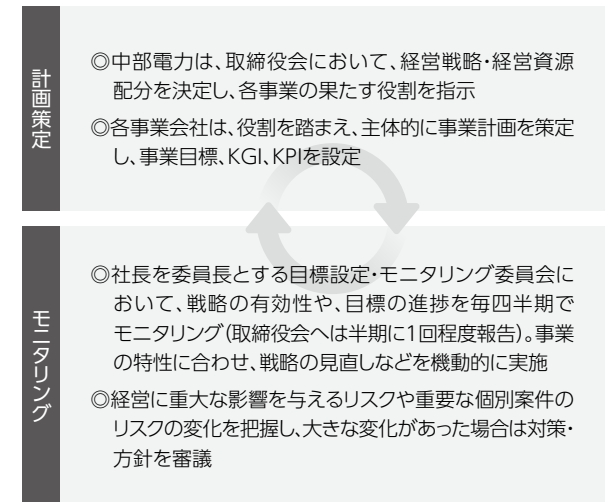 計画策定
◎中部電力は、取締役会において、経営戦略・経営資源
配分を決定し、各事業の果たす役割を指示
◎各事業会社は、役割を踏まえ、主体的に事業計画を策定
し、事業目標、KGI、KPIを設定
モニタリング
◎社長を委員長とする目標設定・モニタリング委員会に
おいて、戦略の有効性や、目標の進捗を毎四半期で
モニタリング(取締役会へは半期に1回程度報告)。事業
の特性に合わせ、戦略の見直しなどを機動的に実施
◎経営に重大な影響を与えるリスクや重要な個別案件の
リスクの変化を把握し、大きな変化があった場合は対策・
方針を審議